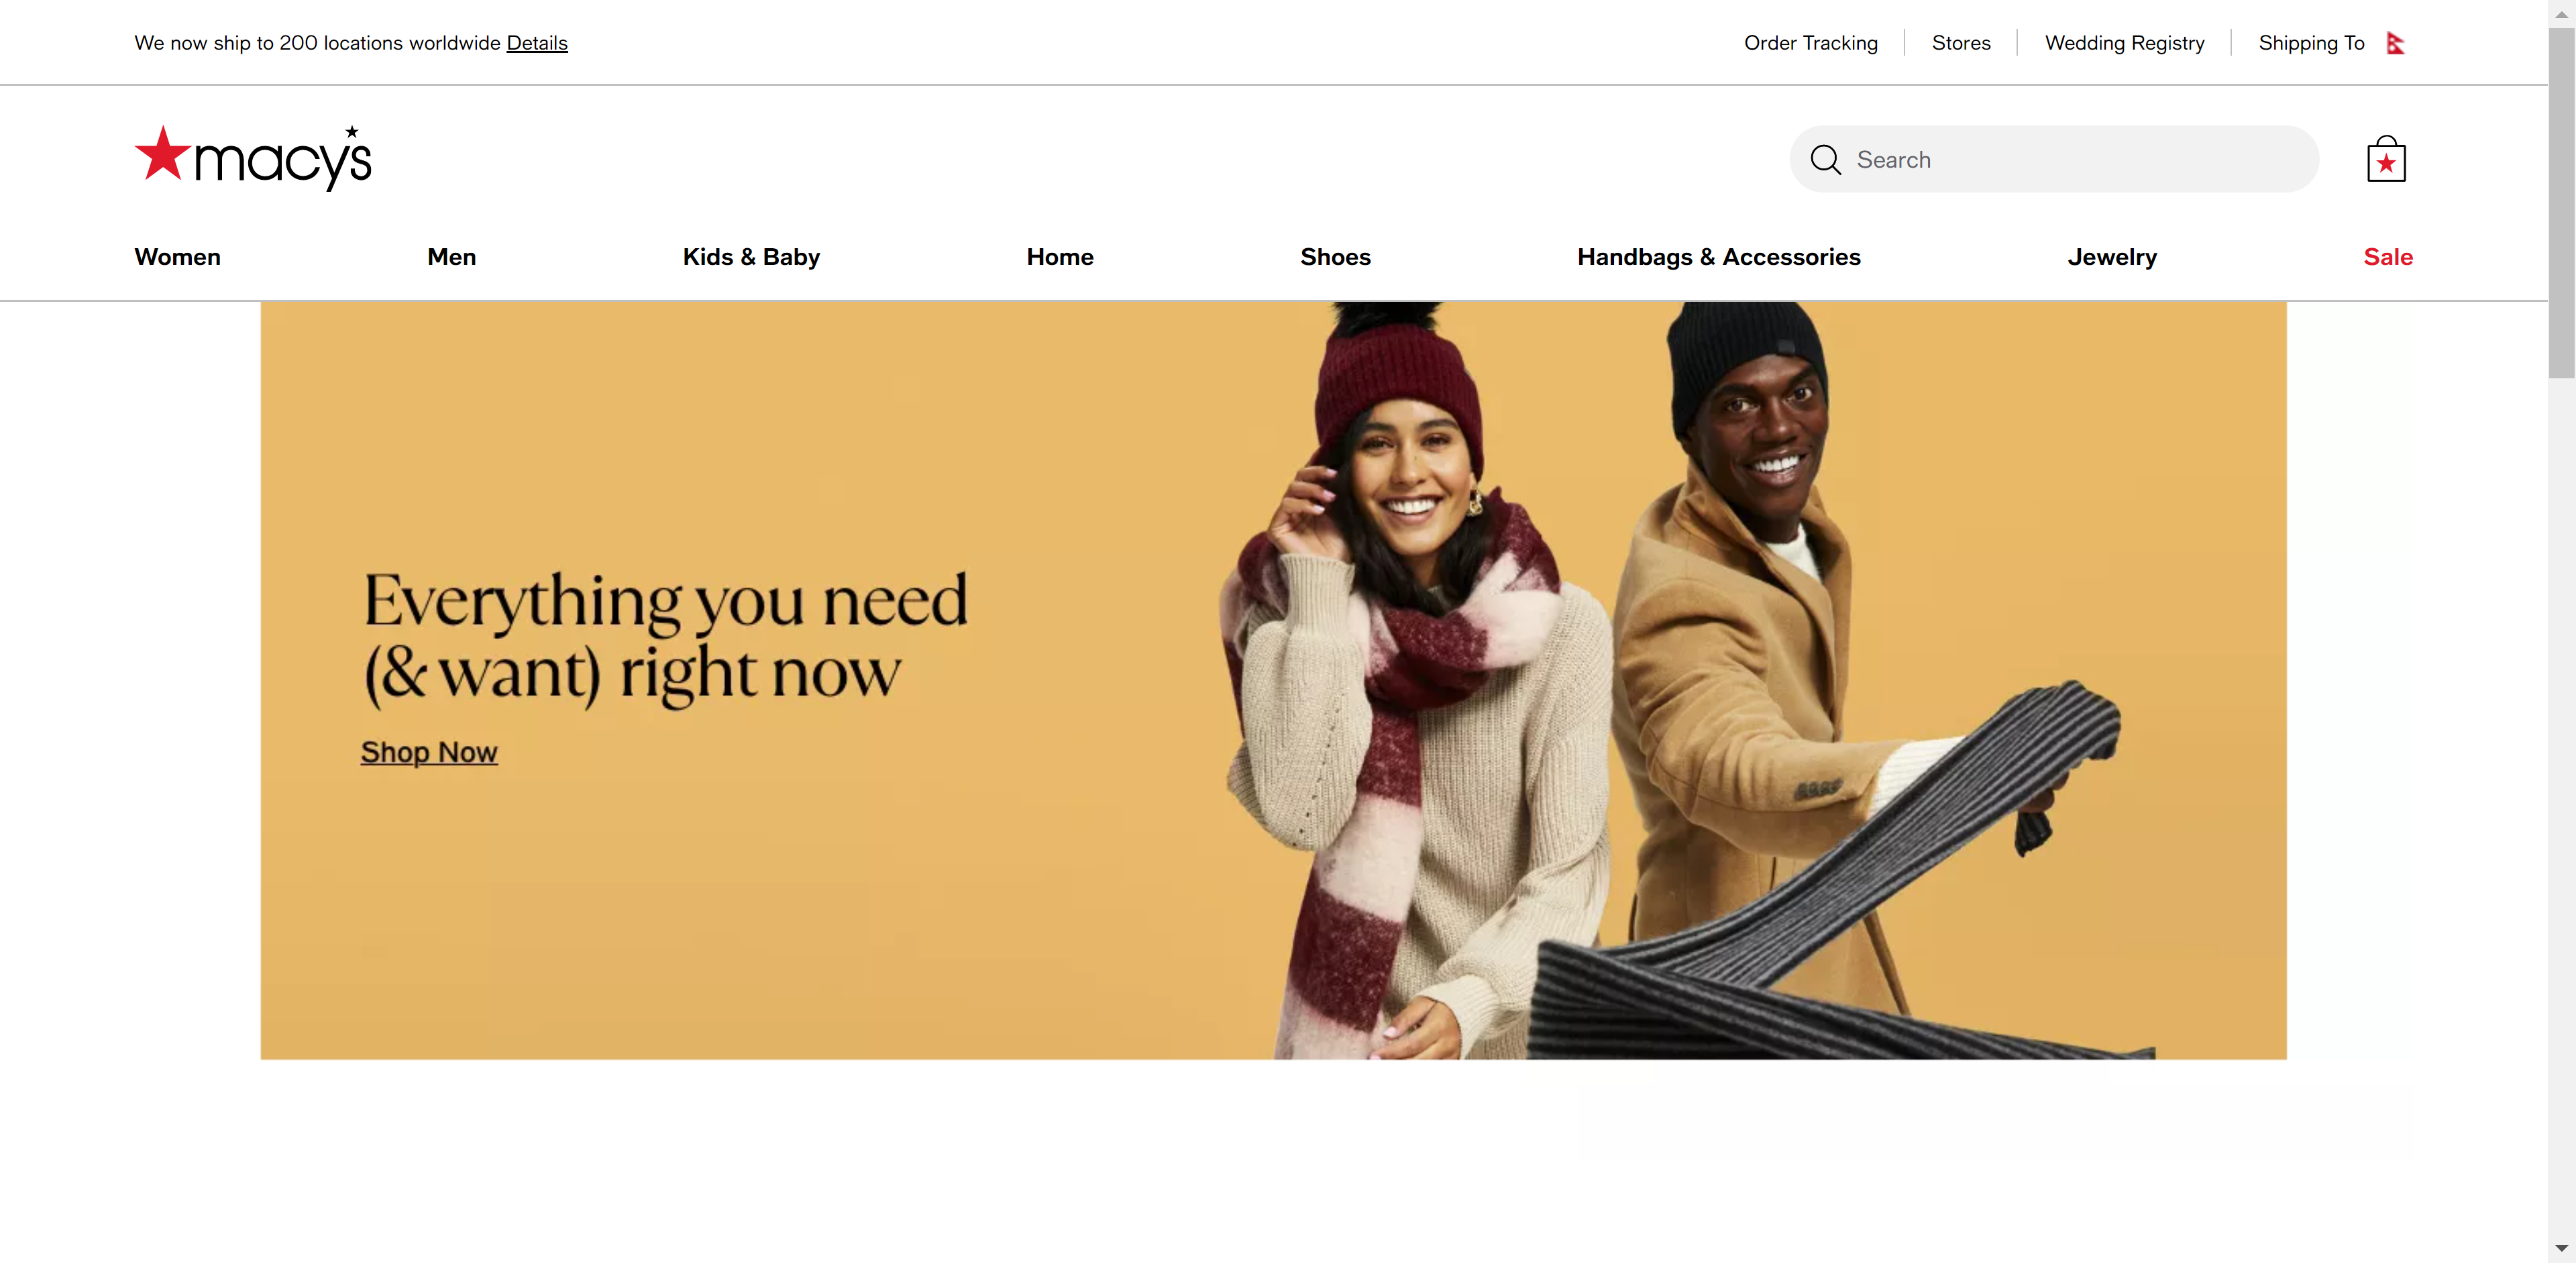 We now ship to 200 locations worldwide Details
Order Tracking
Stores
Wedding Registry
Shipping To
macys
Search
Women
Men
Kids & Baby
Home
Shoes
Handbags & Accessories
Jewelry
Sale
Everything you need
(& want) right now
Shop Now